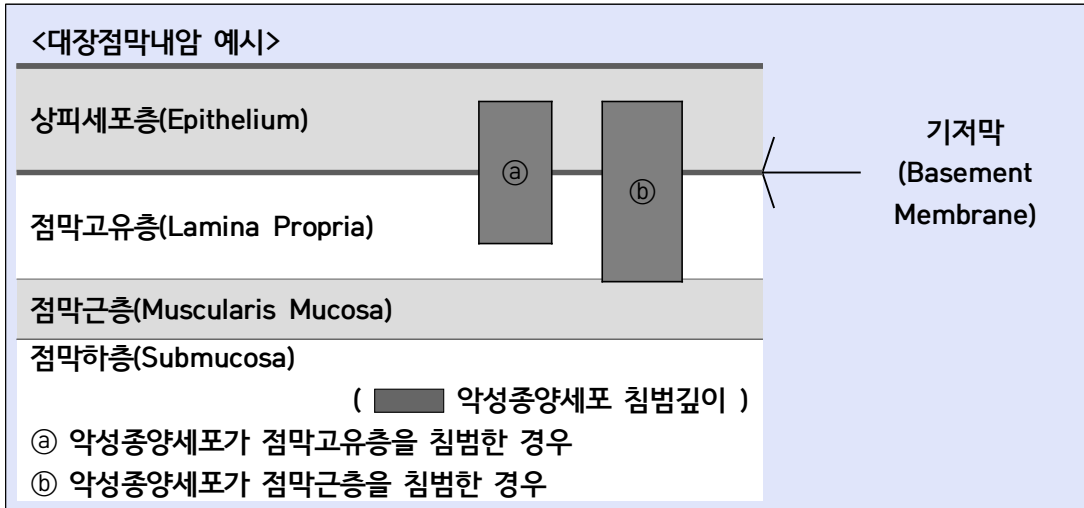 <대장점막내암 예시>
상피세포층(Epithelium)
ⓐ
ⓑ
기저막
(Basement
Membrane)
점막고유층(Lamina Propria)
점막근층(Muscularis Mucosa)
점막하층(Submucosa)
( 악성종양세포 침범깊이 )
ⓐ 악성종양세포가 점막고유층을 침범한 경우
ⓑ 악성종양세포가 점막근층을 침범한 경우